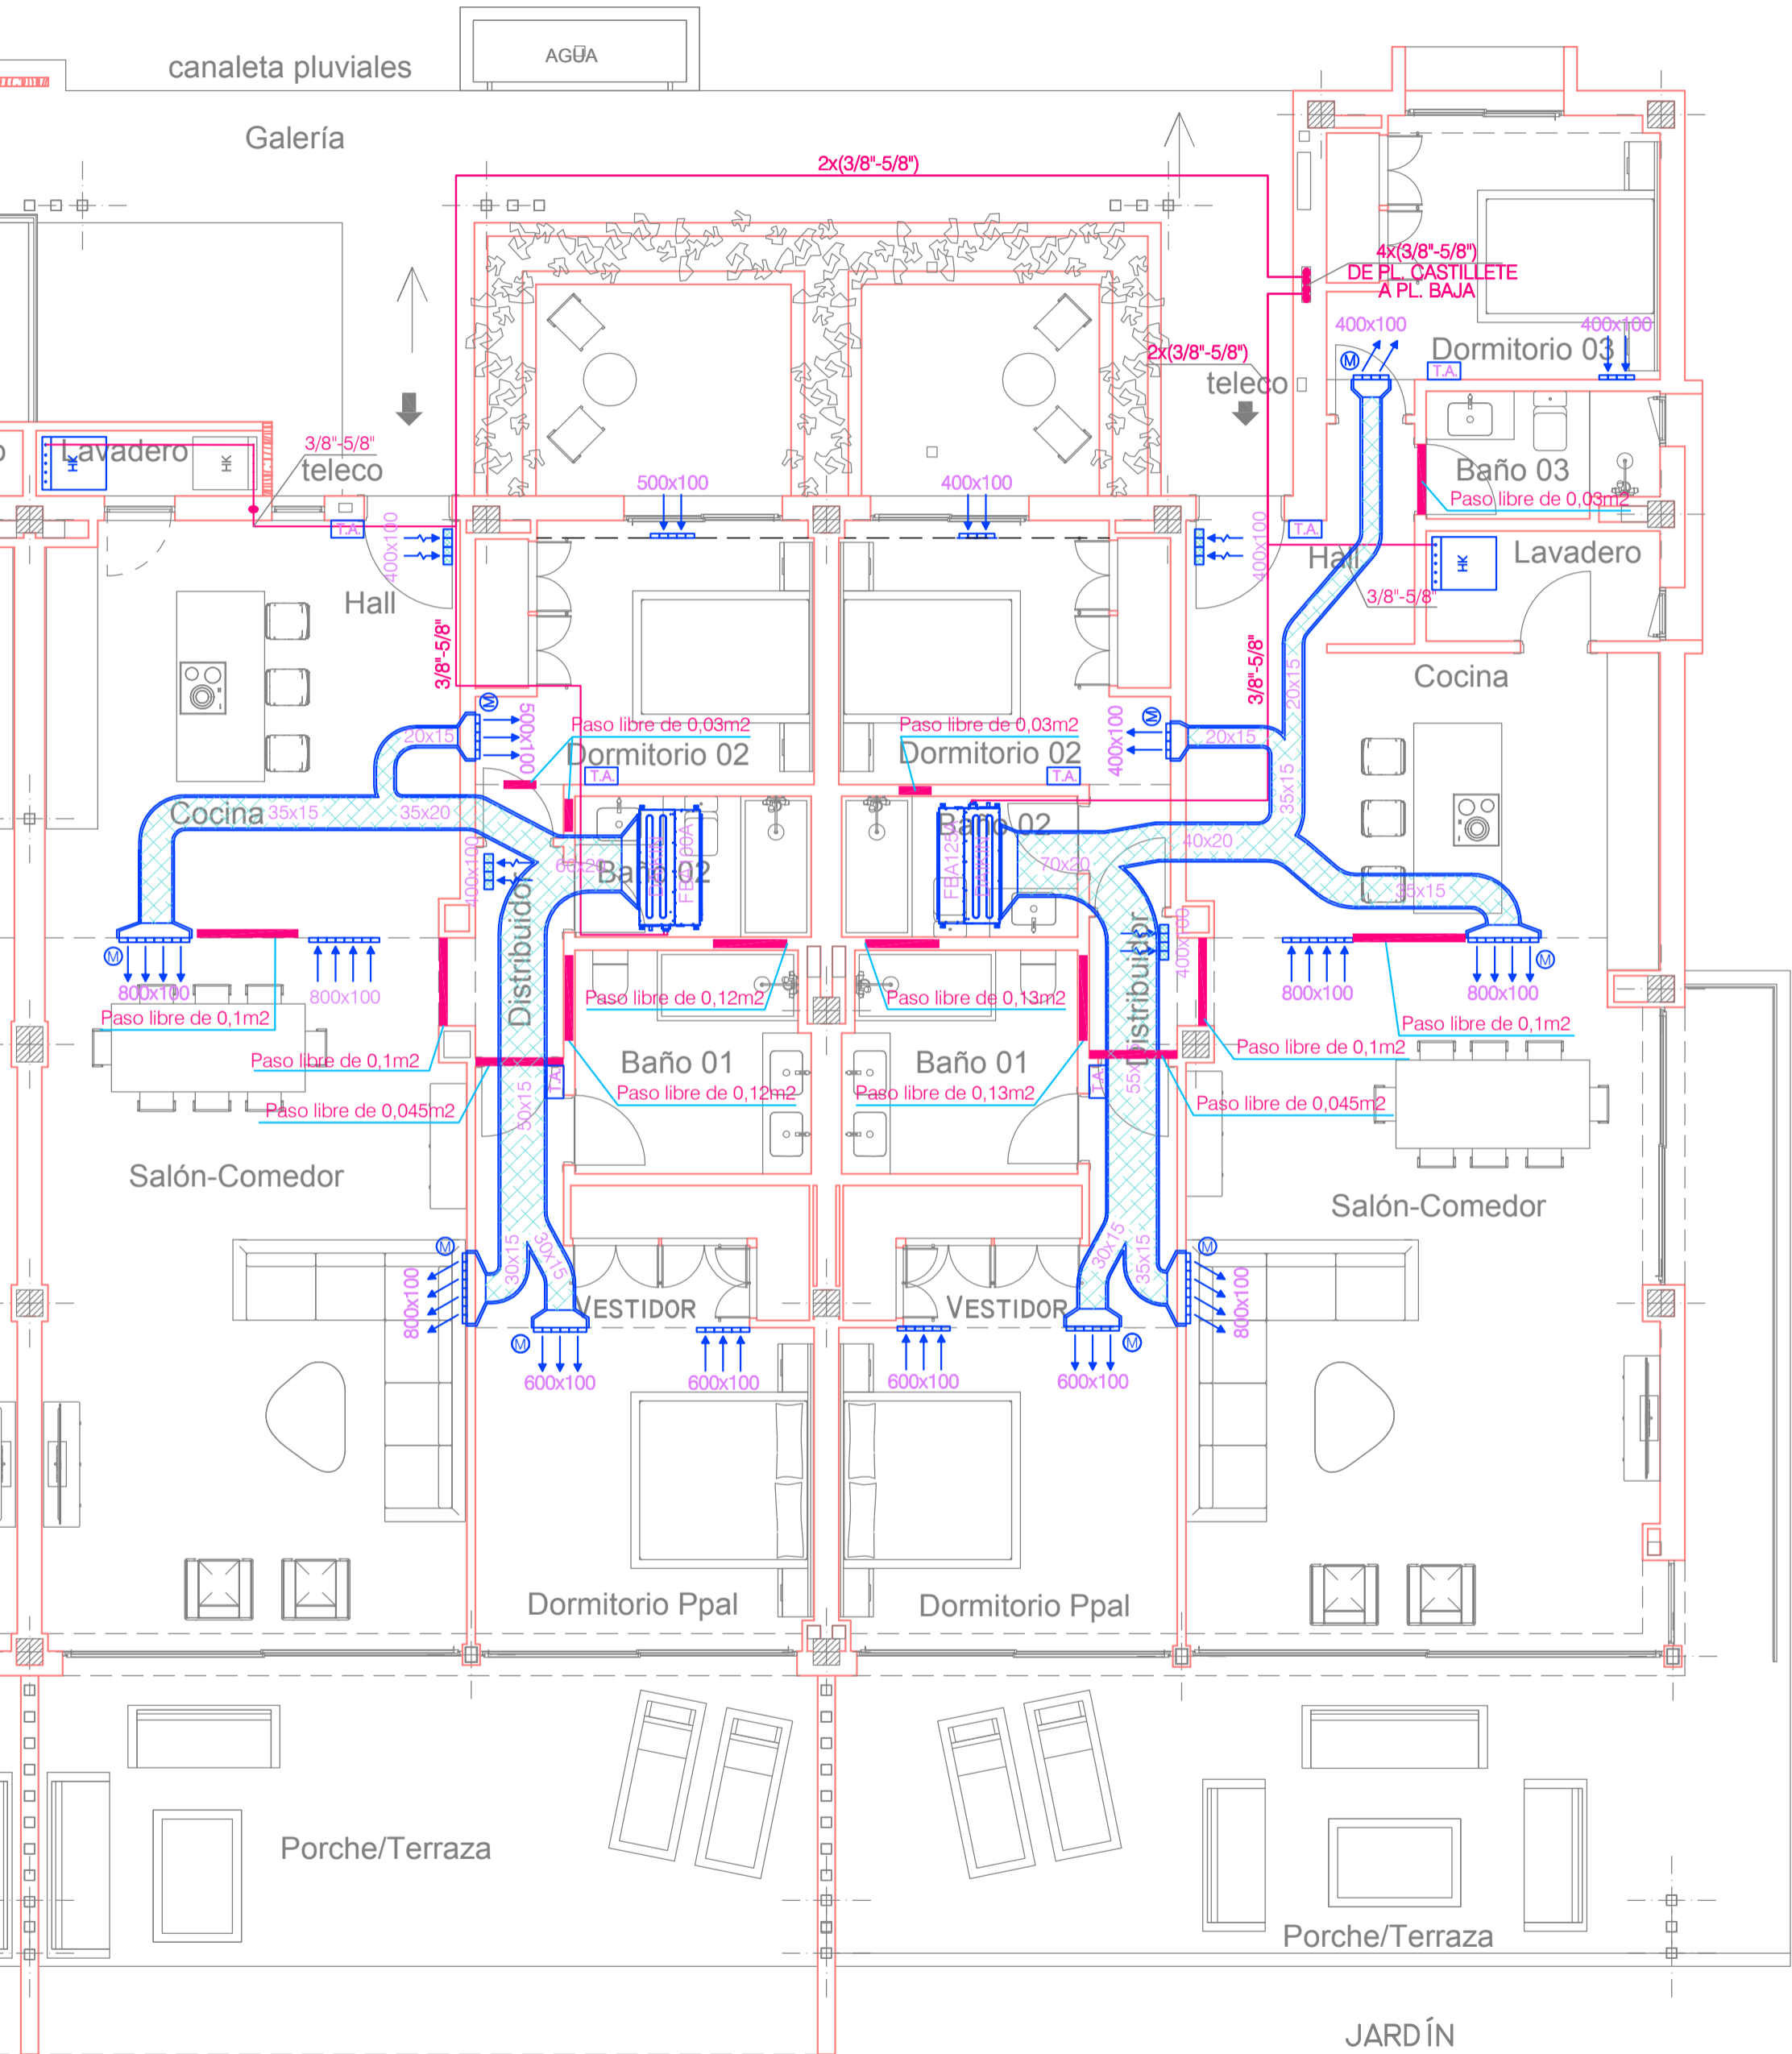 canaleta pluviales
AGUA
Galería
2x(3/8"-5/8")
4x(3/8"-5/8")
DE PL. CASTILLETE
A PL. BAJA
400x100
400x100
M
Dormitorio 03
T.A.
2x(3/8"-5/8")
teleco
Lavadero
HK
HK
3/8"-5/8"
teleco
500x100
400x100
Baño 03
Paso libre de 0,03m2
T.A.
400x100
400x100
T.A.
Hall
HK
Lavadero
3/8"-5/8"
Hall
3/8"-5/8"
3/8"-5/8"
20x15
Cocina
M
500x100
Paso libre de 0,03m2
Dormitorio 02
T.A.
Paso libre de 0,03m2
Dormitorio 02
T.A.
400x100
M
20x15
20x15
35x15
Cocina
35x15
35x20
400x100
60x20
Baño 02
FBA100A
FBA125A
Baño 02
70x20
40x20
35x15
M
800x100
800x100
Paso libre de 0,1m2
Paso libre de 0,1m2
Distribuidor
Paso libre de 0,12m2
Paso libre de 0,13m2
Distribuidor
400x100
800x100
800x100
M
Paso libre de 0,1m2
Paso libre de 0,1m2
Baño 01
Baño 01
Paso libre de 0,045m2
50x15
T.A.
Paso libre de 0,12m2
Paso libre de 0,13m2
T.A.
55x15
Paso libre de 0,045m2
Salón-Comedor
Salón-Comedor
M
800x100
30x15
30x15
VESTIDOR
VESTIDOR
30x15
35x15
M
800x100
M
600x100
600x100
600x100
600x100
M
Dormitorio Ppal
Dormitorio Ppal
Porche/Terraza
Porche/Terraza
JARDÍN